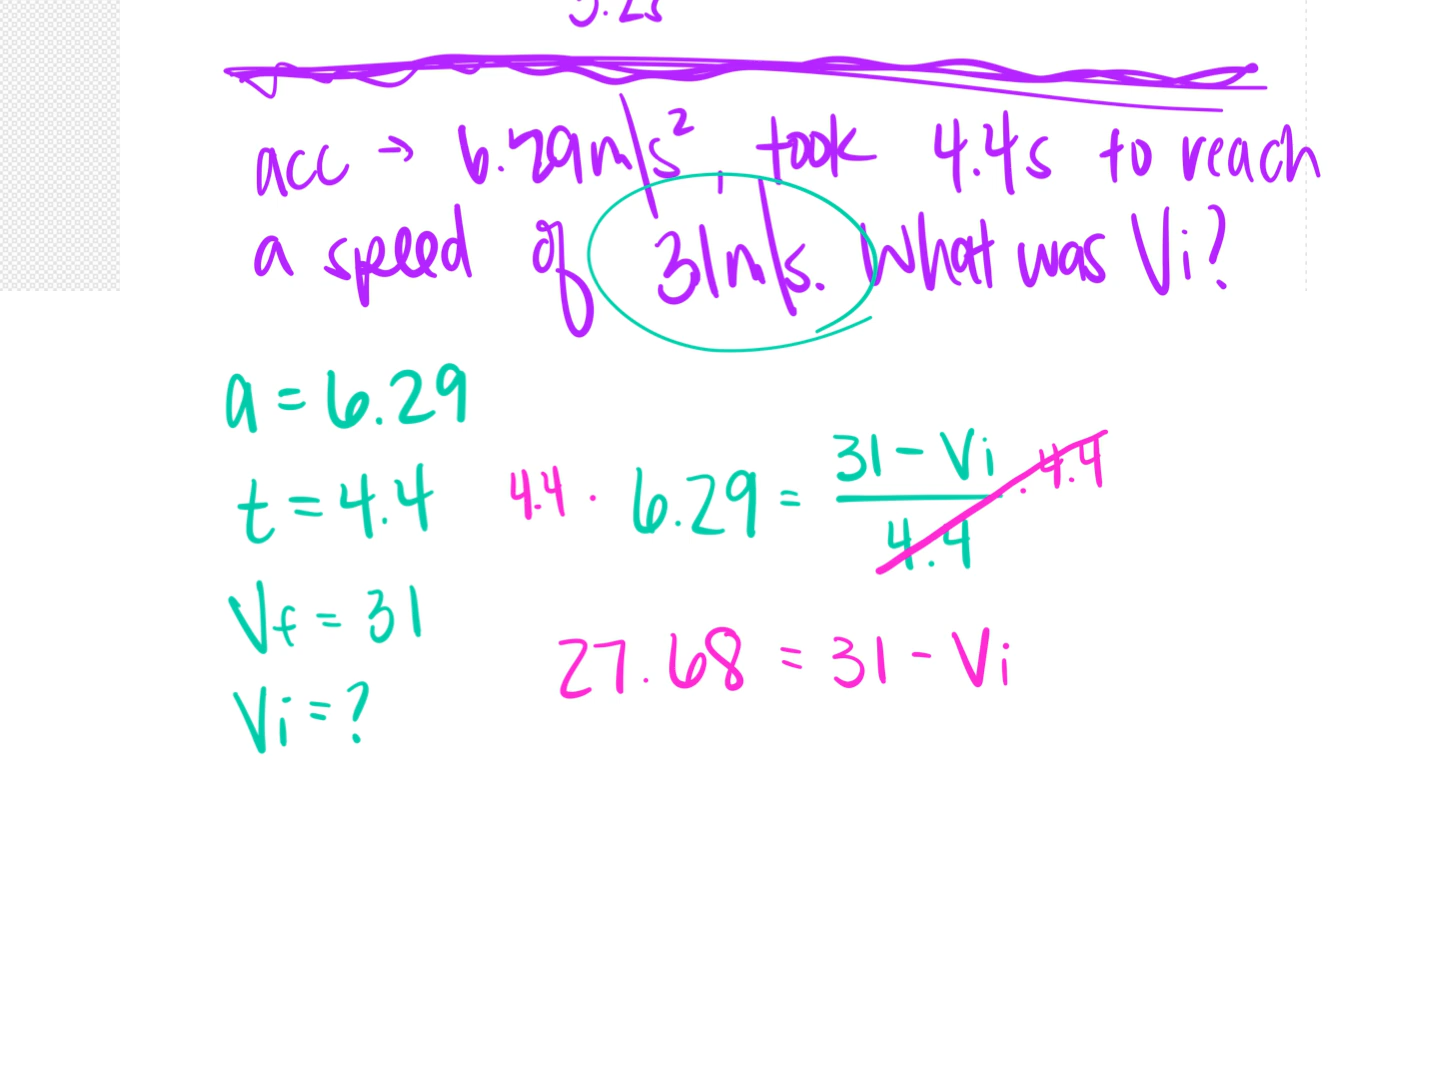 acc → 6.29m/s² took 4.4s to reach
a speed of 31m/s. What was Vi?
a = 6.29
t = 4.4
Vf = 31
Vi = ?
4.4 · 6.29 = 31 - Vi / 4.4 · 4.4
27.68 = 31 - Vi